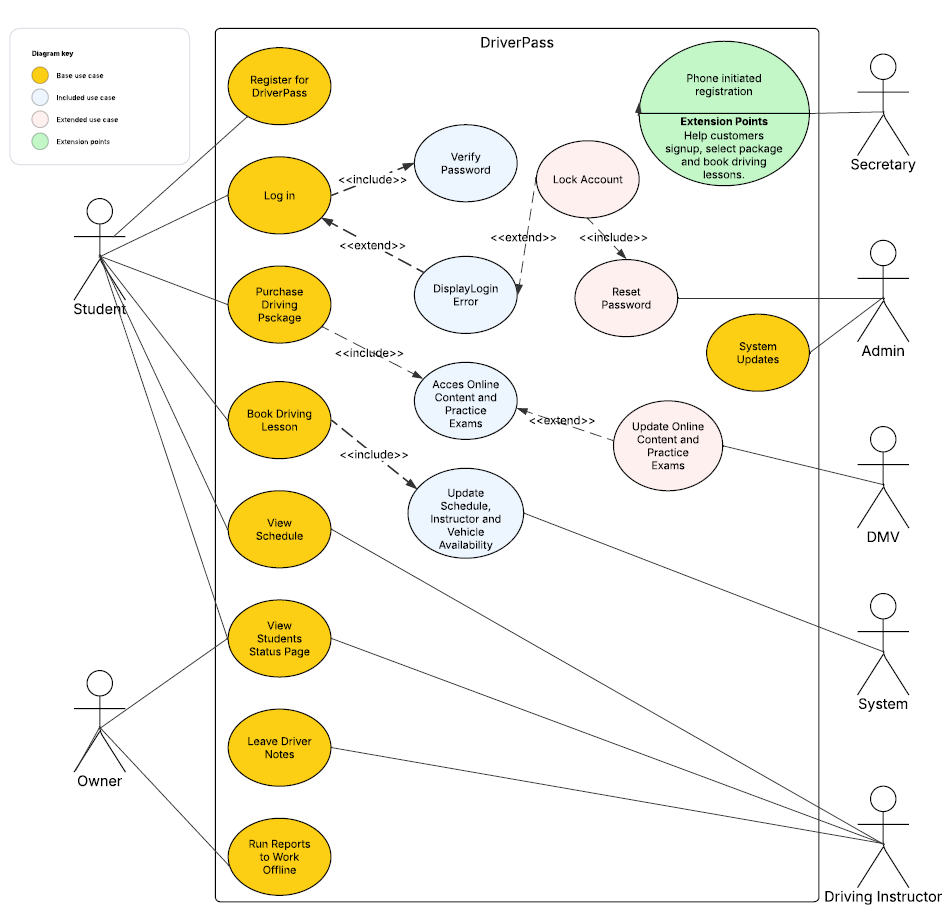 DriverPass
Diagram key
Base use case
Included use case
Extended use case
Extension points
Register for
DriverPass
Phone initiated
registration
Extension Points
Help customers
signup, select package
and book driving
lessons.
Secretary
Verify
Password
Lock Account
<<include>>
Log in
<<extend>>
<<extend>>
<<include>>
Student
DisplayLogin
Error
Reset
Password
Purchase
Driving
Psckage
System
Updates
Admin
<<include>>
Acces Online
Content and
Practice
Exams
<<extend>>
Update Online
Content and
Practice
Exams
Book Driving
Lesson
<<include>>
Update
Schedule,
Instructor and
Vehicle
Availability
DMV
View
Schedule
View
Students
Status Page
System
Leave Driver
Notes
Owner
Run Reports
to Work
Offline
Driving Instructor